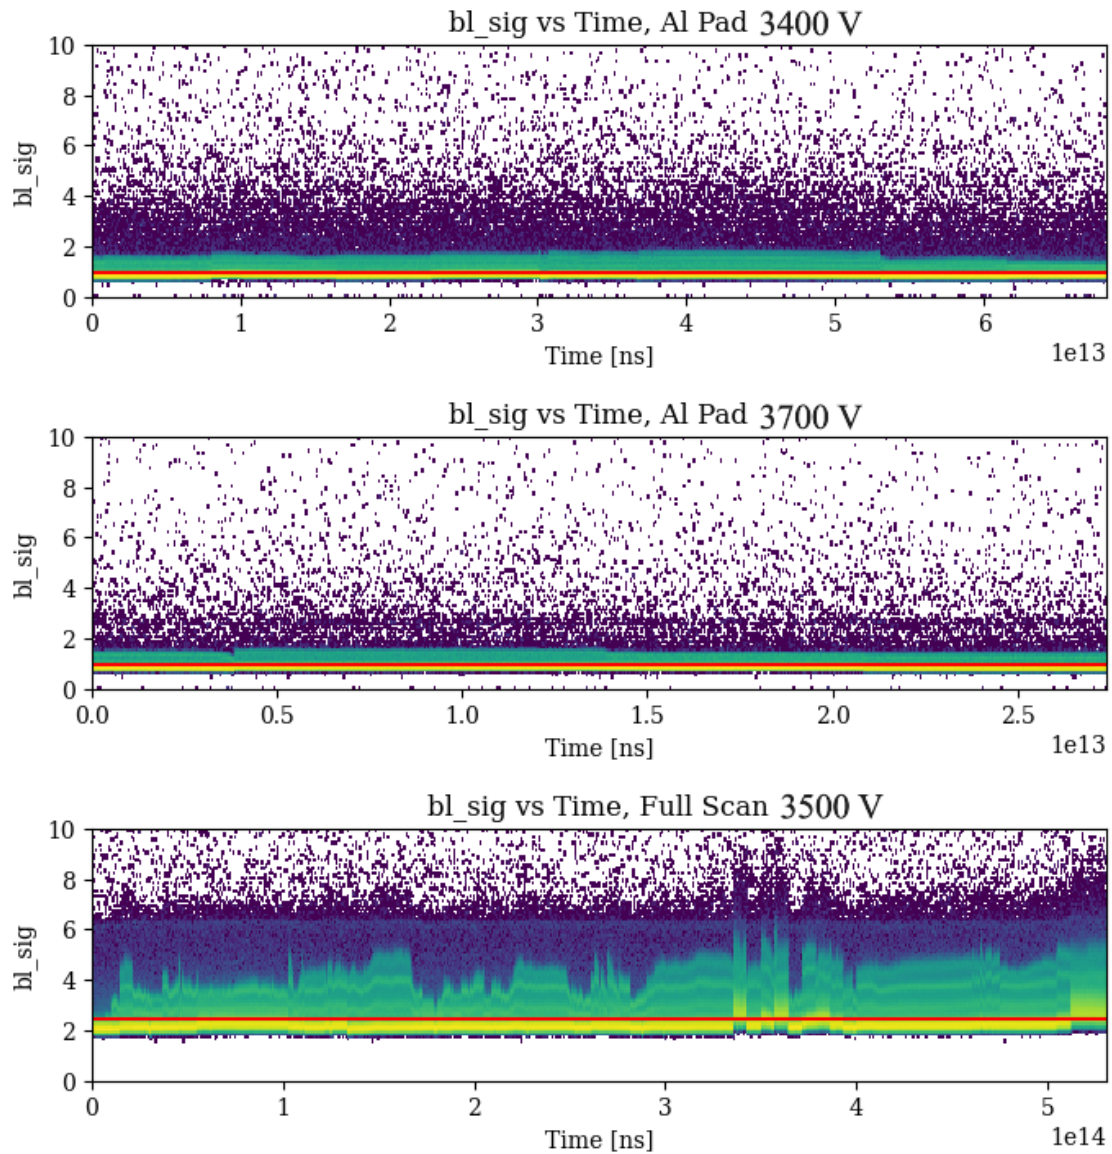 bl_sig vs Time, Al Pad 3400 V
10
8
6
4
2
0
bl_sig
0 1 2 3 4 5 6
Time [ns]
1e13
bl_sig vs Time, Al Pad 3700 V
10
8
6
4
2
0
bl_sig
0.0 0.5 1.0 1.5 2.0 2.5
Time [ns]
1e13
bl_sig vs Time, Full Scan 3500 V
10
8
6
4
2
0
bl_sig
0 1 2 3 4 5
Time [ns]
1e14